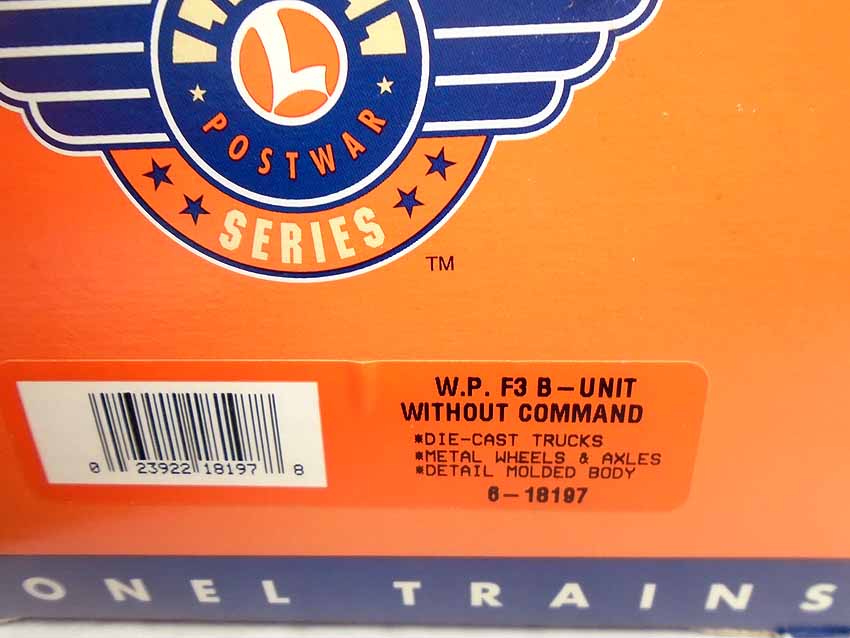 L
POSTWAR
SERIES
TM
W.P. F3 B-UNIT
WITHOUT COMMAND
*DIE-CAST TRUCKS
*METAL WHEELS & AXLES
*DETAIL MOLDED BODY
6-18197
0 23922 18197 8
ONEL TRAINS